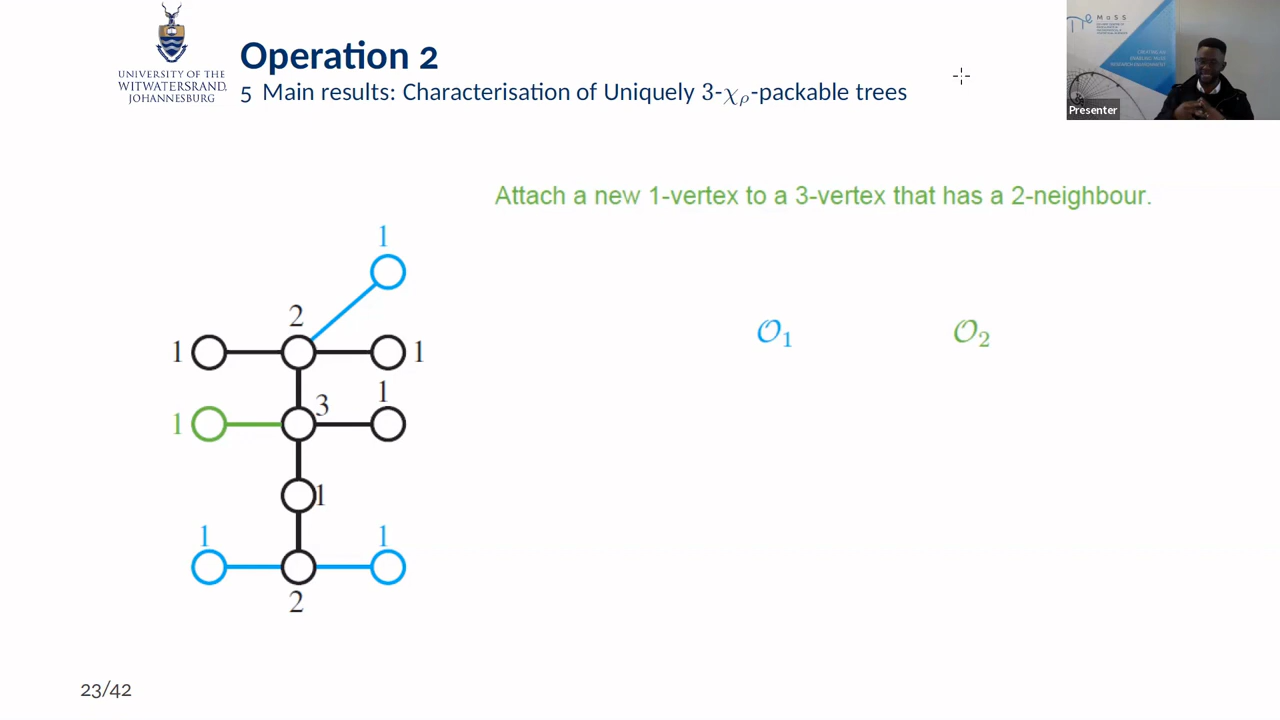 UNIVERSITY OF THE
WITWATERSRAND,
JOHANNESBURG
Operation 2
5 Main results: Characterisation of Uniquely 3-χρ-packable trees
Presenter
Attach a new 1-vertex to a 3-vertex that has a 2-neighbour.
1
2
1
1
3
1
1
1
1
1
2
𝒪1
𝒪2
23/42